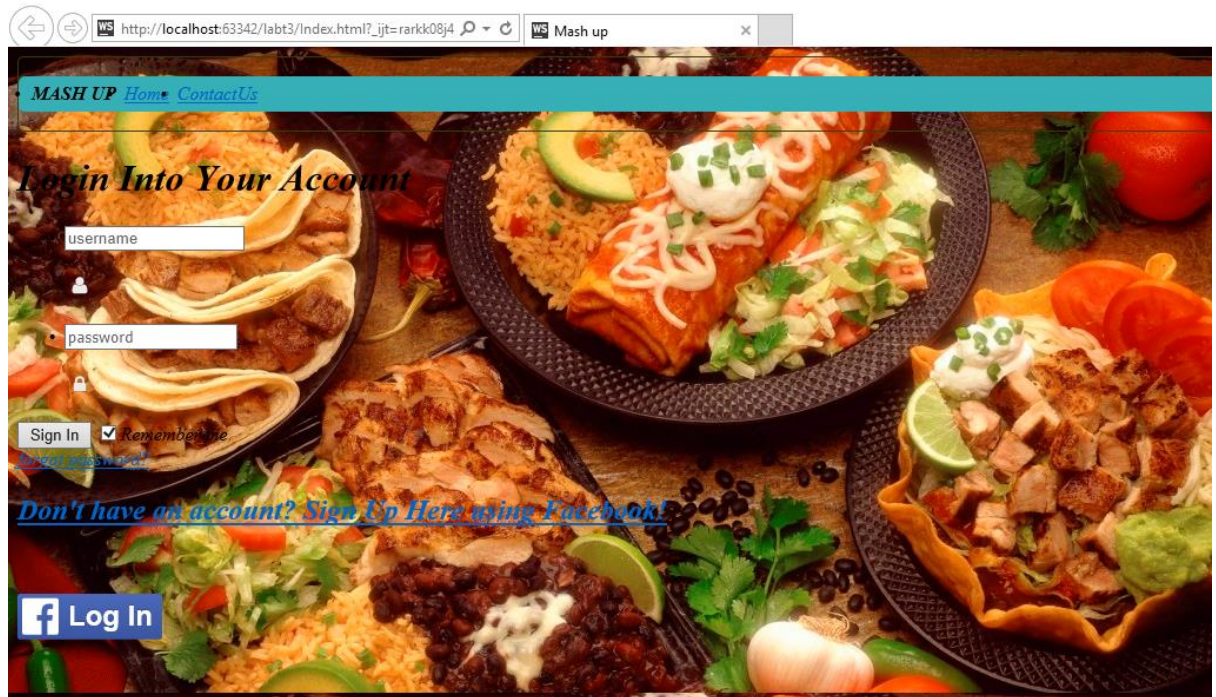 http://localhost:63342/labt3/Index.html?_ijt=rarkk08j4
WS Mash up
MASH UP Home ContactUs
Login Into Your Account
username
password
Sign In Remember me
forgot password?
Don't have an account? Sign Up Here using Facebook!
f Log In